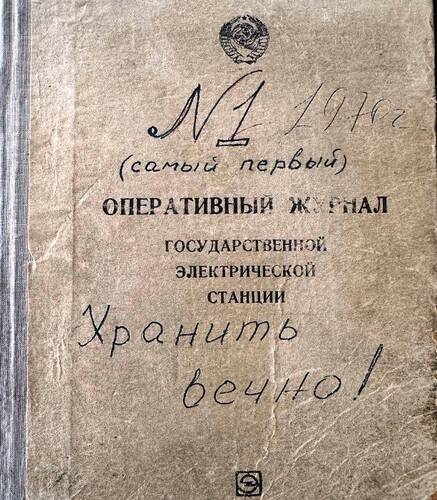 №1 1970г
(самый первый)
ОПЕРАТИВНЫЙ ЖУРНАЛ
ГОСУДАРСТВЕННОЙ
ЭЛЕКТРИЧЕСКОЙ
СТАНЦИИ
Хранить
вечно!